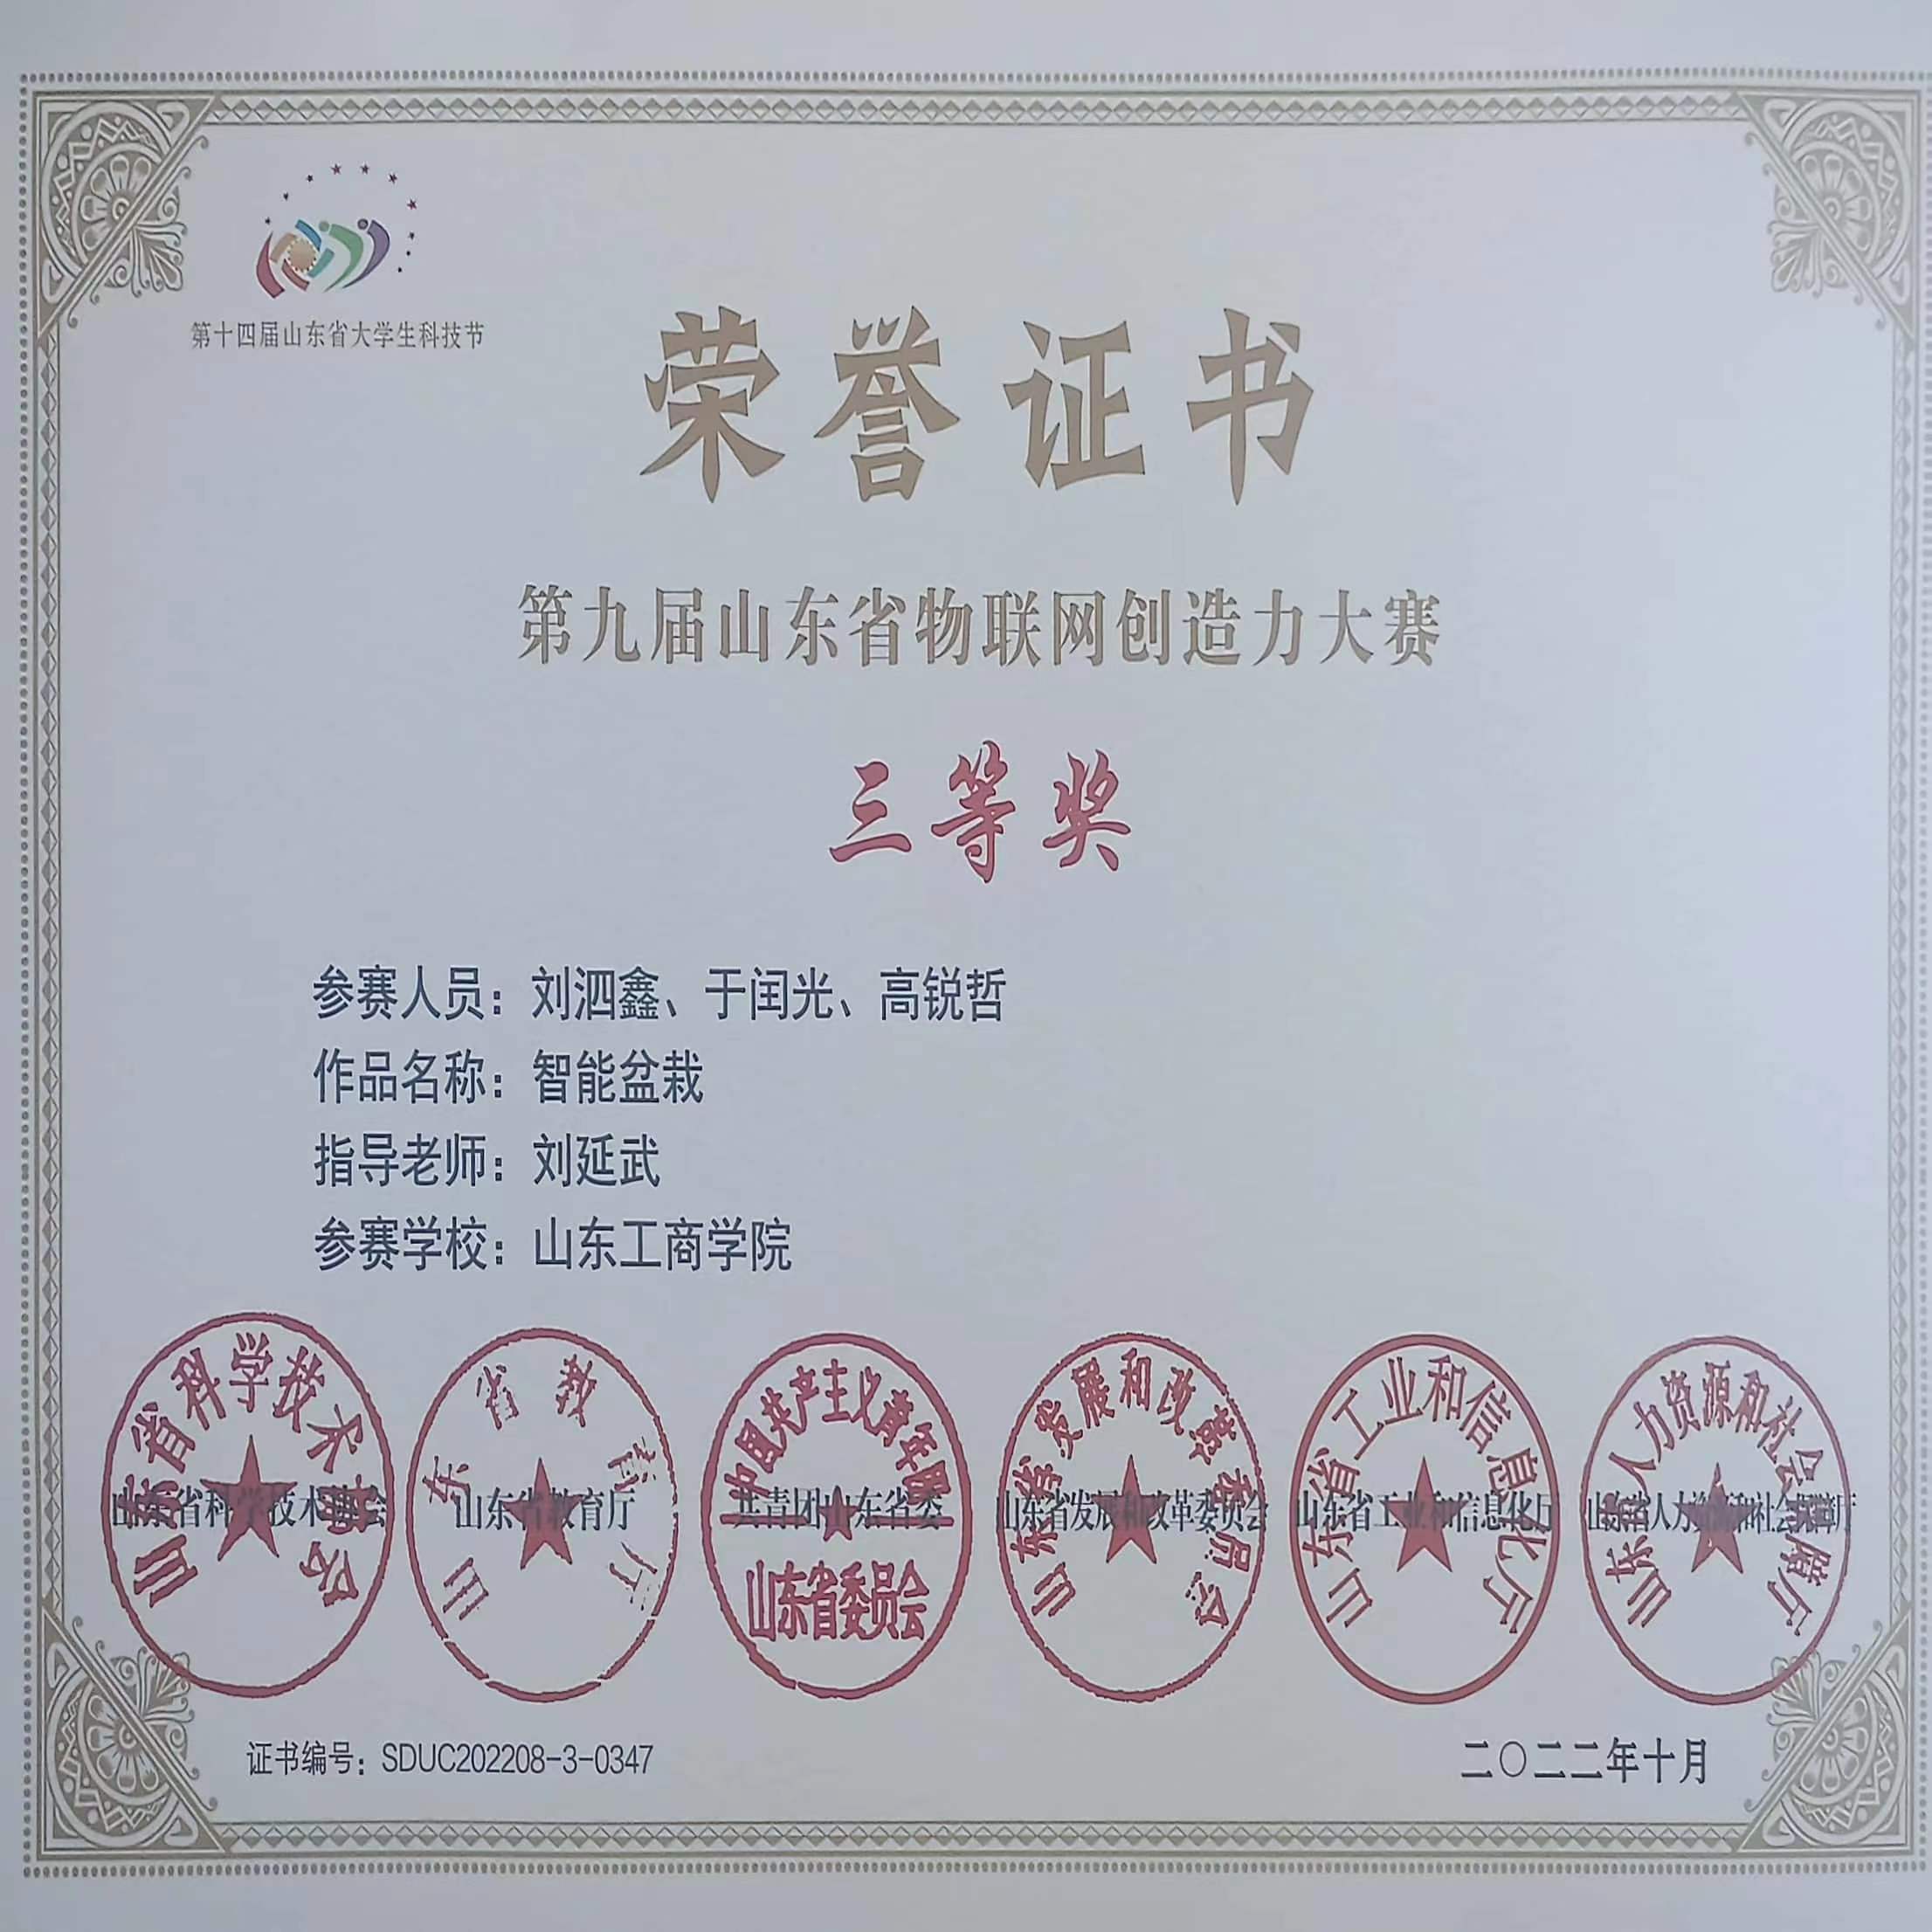 第十四届山东省大学生科技节
荣誉证书
第九届山东省物联网创造力大赛
三等奖
参赛人员：刘泗鑫、于闰光、高锐哲
作品名称：智能盆栽
指导老师：刘延武
参赛学校：山东工商学院
山东省科学技术协会
山东省科学技术协会
山东省教育厅
山东省教育厅
中国共产主义青年团
共青团山东省委
山东省委员会
山东省发展和改革委员会
山东省发展和改革委员会
山东省工业和信息化厅
山东省工业和信息化厅
山东省人力资源和社会保障厅
山东省人力资源和社会保障厅
证书编号：SDUC202208-3-0347
二〇二二年十月